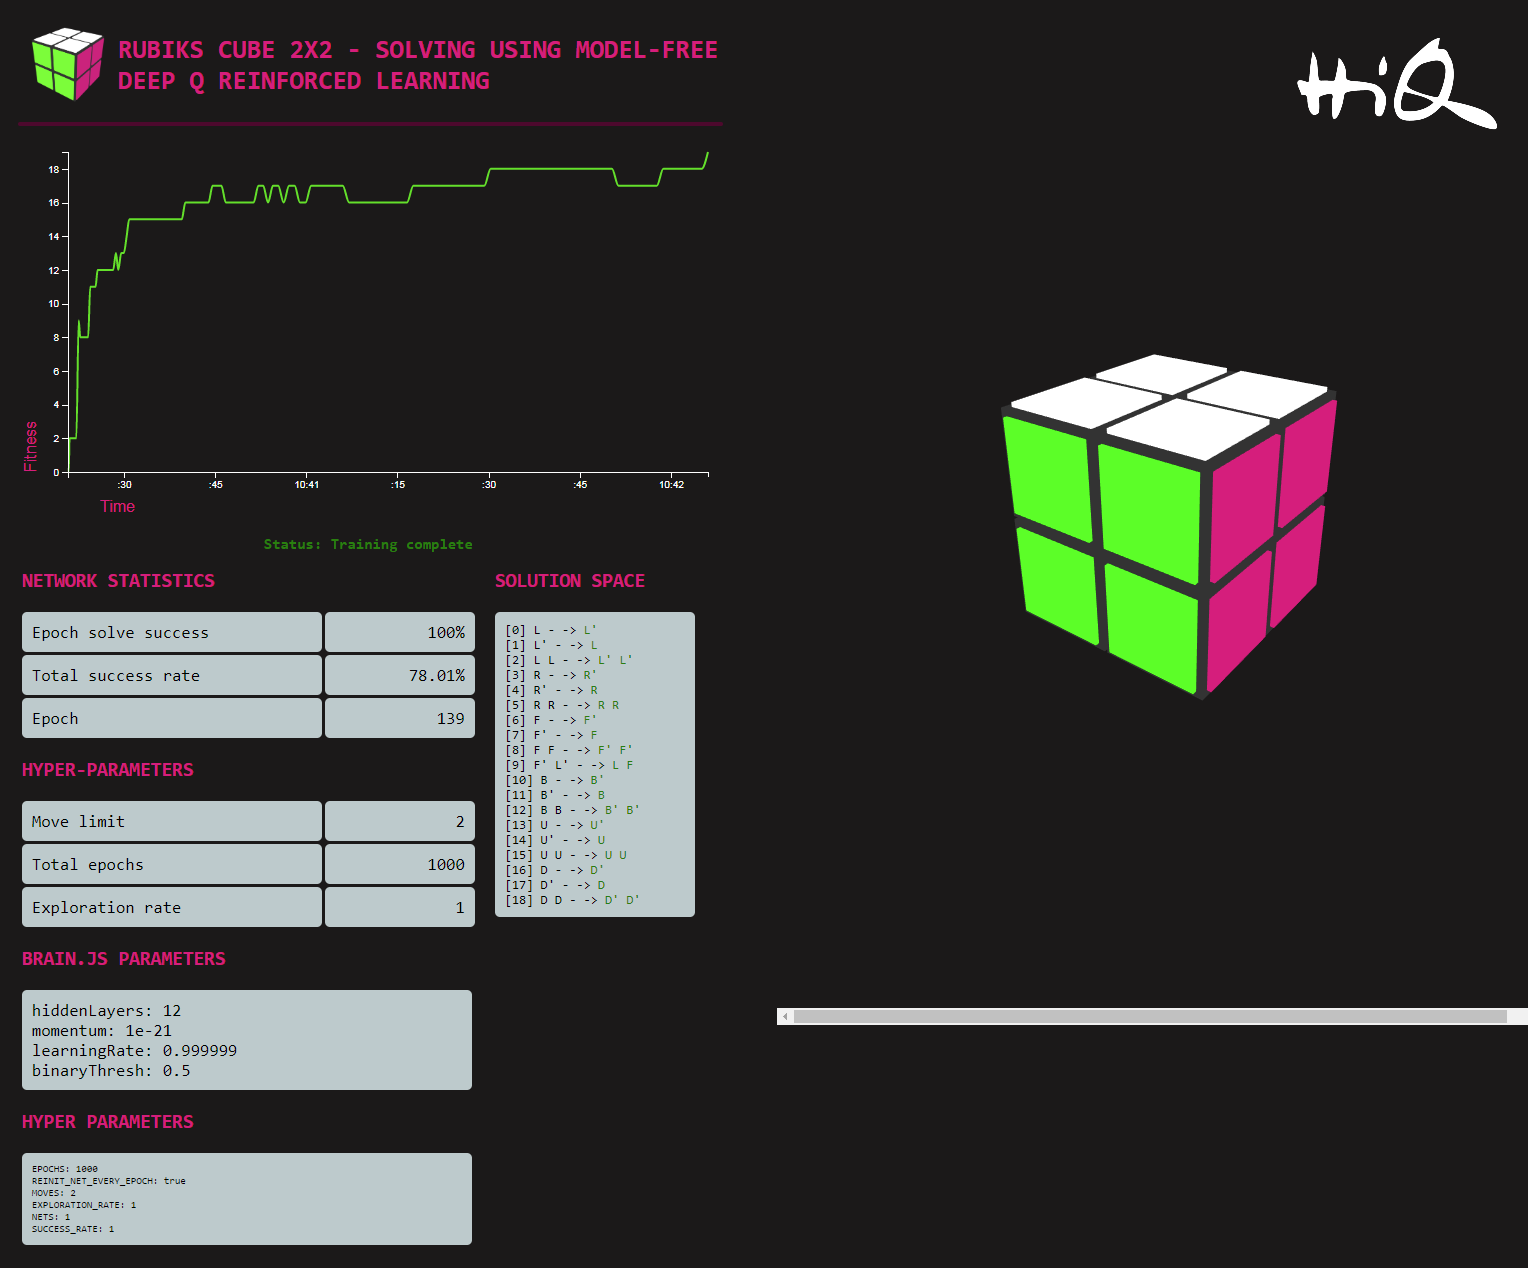 RUBIKS CUBE 2X2 - SOLVING USING MODEL-FREE
DEEP Q REINFORCED LEARNING
HiQ
18
16
14
12
10
8
6
4
2
0
Fitness
:30
:45
10:41
:15
:30
:45
10:42
Time
Status: Training complete
NETWORK STATISTICS
Epoch solve success 100%
Total success rate 78.01%
Epoch 139
HYPER-PARAMETERS
Move limit 2
Total epochs 1000
Exploration rate 1
BRAIN.JS PARAMETERS
hiddenLayers: 12
momentum: 1e-21
learningRate: 0.999999
binaryThresh: 0.5
HYPER PARAMETERS
EPOCHS: 1000
REINIT_NET_EVERY_EPOCH: true
MOVES: 2
EXPLORATION_RATE: 1
NETS: 1
SUCCESS_RATE: 1
SOLUTION SPACE
[0] L - -> L'
[1] L' - -> L
[2] L L - -> L' L'
[3] R - -> R'
[4] R' - -> R
[5] R R - -> R R
[6] F - -> F'
[7] F' - -> F
[8] F F - -> F' F'
[9] F' L' - -> L F
[10] B - -> B'
[11] B' - -> B
[12] B B - -> B' B'
[13] U - -> U'
[14] U' - -> U
[15] U U - -> U U
[16] D - -> D'
[17] D' - -> D
[18] D D - -> D' D'